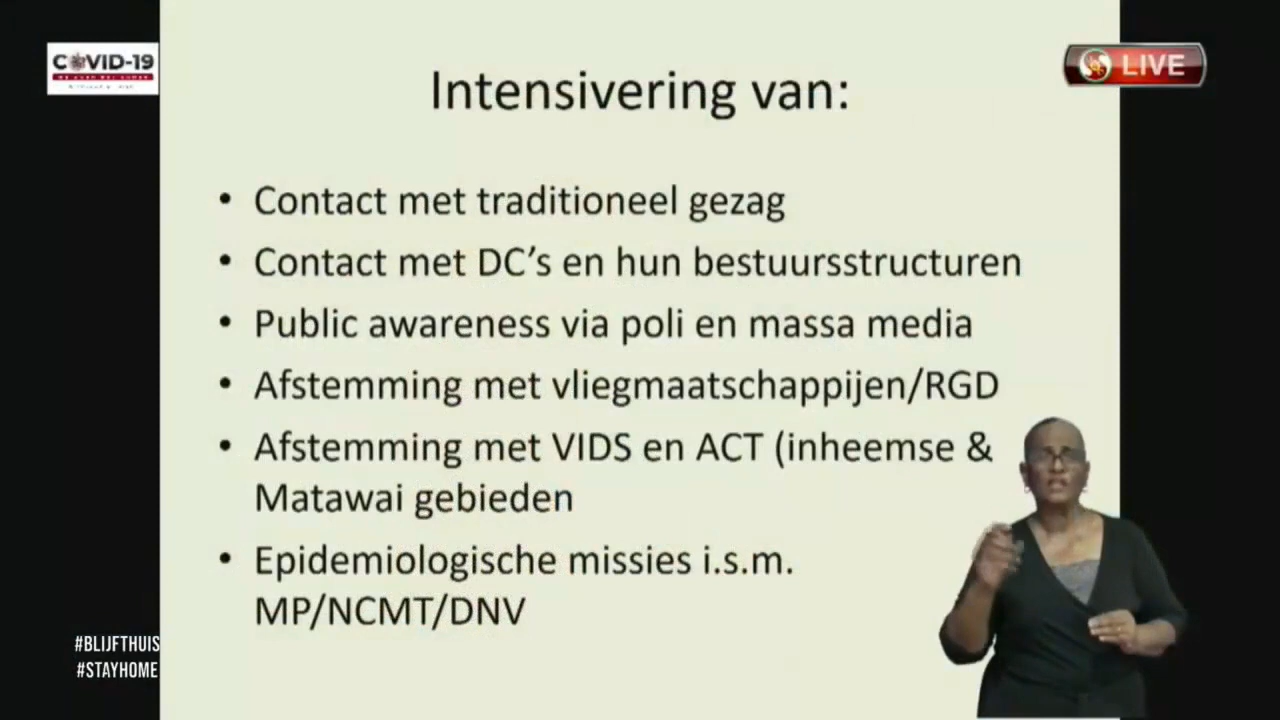 COVID-19
LIVE
Intensivering van:
• Contact met traditioneel gezag
• Contact met DC’s en hun bestuursstructuren
• Public awareness via poli en massa media
• Afstemming met vliegmaatschappijen/RGD
• Afstemming met VIDS en ACT (inheemse &
Matawai gebieden
• Epidemiologische missies i.s.m.
MP/NCMT/DNV
#BLIJFTHUIS
#STAYHOME